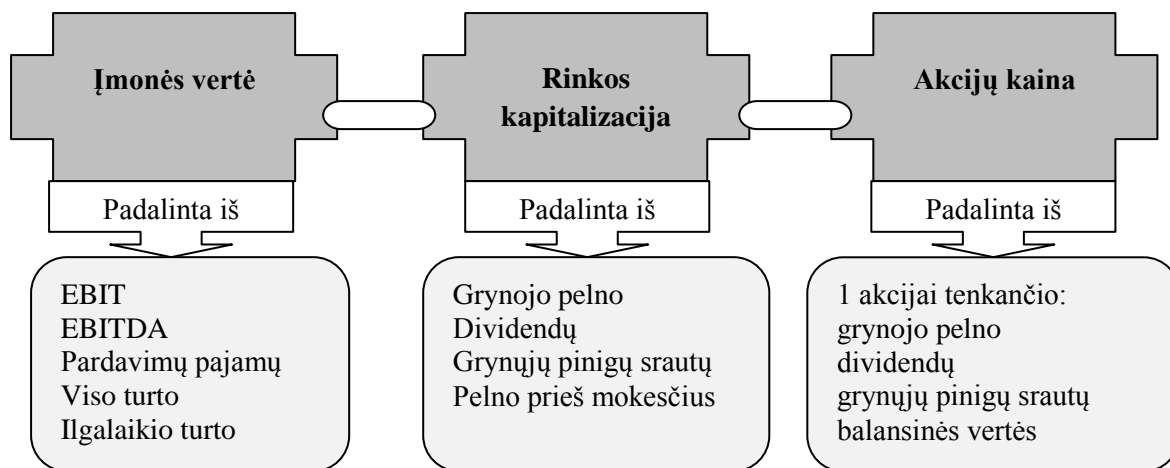 Įmonės vertė
Rinkos
kapitalizacija
Akcijų kaina
Padalinta iš
Padalinta iš
Padalinta iš
EBIT
EBITDA
Pardavimų pajamų
Viso turto
Ilgalaikio turto
Grynojo pelno
Dividendų
Grynųjų pinigų srautų
Pelno prieš mokesčius
1 akcijai tenkančio:
grynojo pelno
dividendų
grynųjų pinigų srautų
balansinės vertės